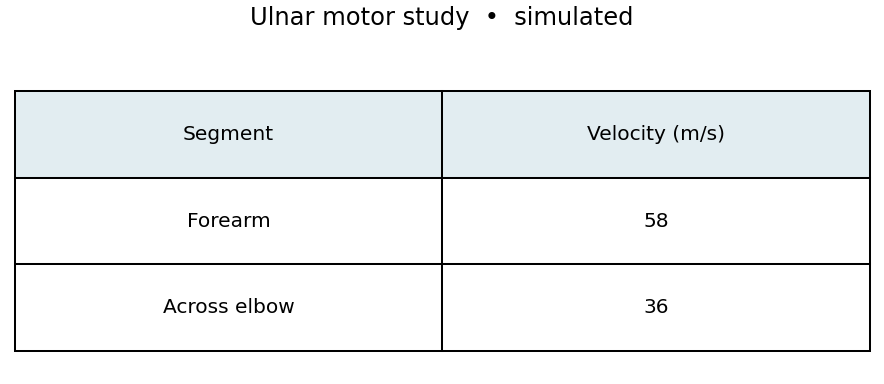 Ulnar motor study • simulated
Segment Velocity (m/s)
Forearm 58
Across elbow 36